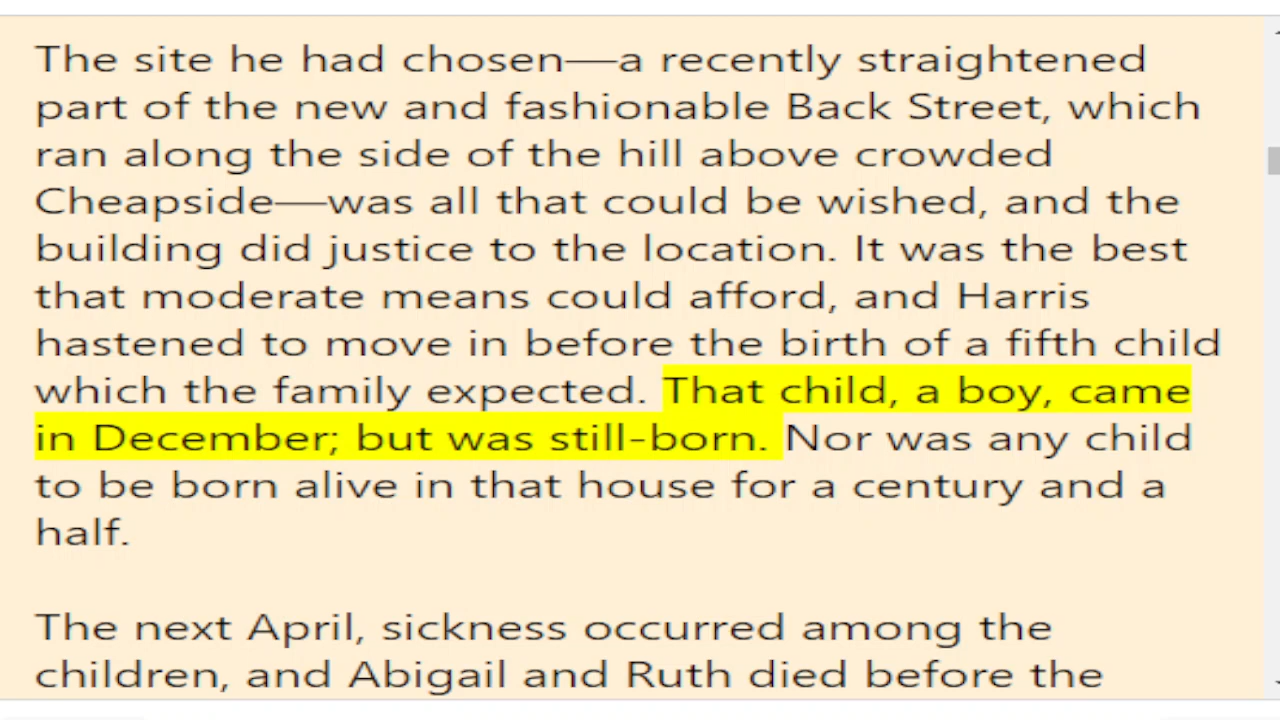 The site he had chosen—a recently straightened
part of the new and fashionable Back Street, which
ran along the side of the hill above crowded
Cheapside—was all that could be wished, and the
building did justice to the location. It was the best
that moderate means could afford, and Harris
hastened to move in before the birth of a fifth child
which the family expected. That child, a boy, came
in December; but was still-born. Nor was any child
to be born alive in that house for a century and a
half.
The next April, sickness occurred among the
children, and Abigail and Ruth died before the